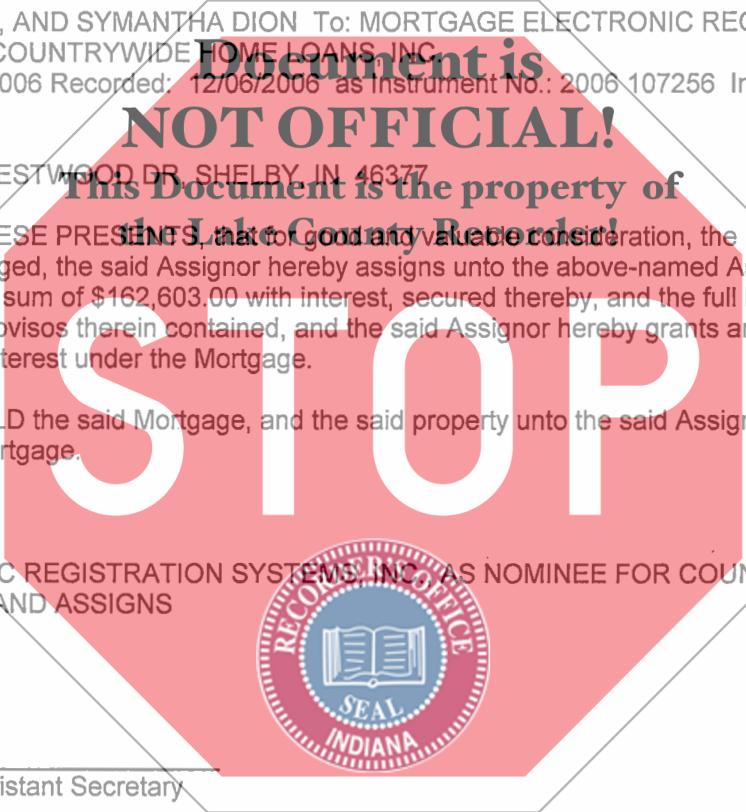 , AND SYMANTHA DION To: MORTGAGE ELECTRONIC REC
COUNTRYWIDE HOME LOANS, INC.
Document is
006 Recorded: 12/06/2006 as Instrument No.: 2006 107256 In
NOT OFFICIAL!
ESTWOOD DR, SHELBY, IN 46377
This Document is the property of
the Lake County Recorder!
ESE PRESENTS, that for good and valuable consideration, the
ged, the said Assignor hereby assigns unto the above-named As
sum of $162,603.00 with interest, secured thereby, and the full
ovisos therein contained, and the said Assignor hereby grants an
terest under the Mortgage.
STOP
LD the said Mortgage, and the said property unto the said Assign
rtgage.
C REGISTRATION SYSTEMS, INC., AS NOMINEE FOR COUN
AND ASSIGNS
RECORDER'S OFFICE
SEAL
INDIANA
istant Secretary